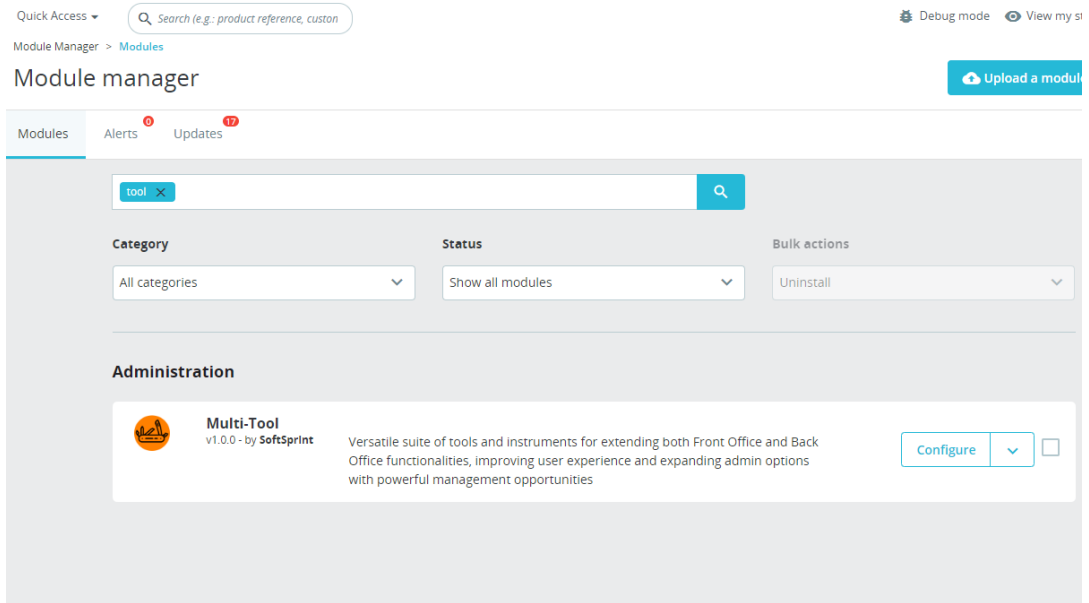 Quick Access
Search (e.g.: product reference, custon
Debug mode
View my st
Module Manager > Modules
Module manager
Upload a module
Modules
Alerts
0
Updates
17
tool
Category
Status
Bulk actions
All categories
Show all modules
Uninstall
Administration
Multi-Tool
v1.0.0 - by SoftSprint
Versatile suite of tools and instruments for extending both Front Office and Back
Office functionalities, improving user experience and expanding admin options
with powerful management opportunities
Configure